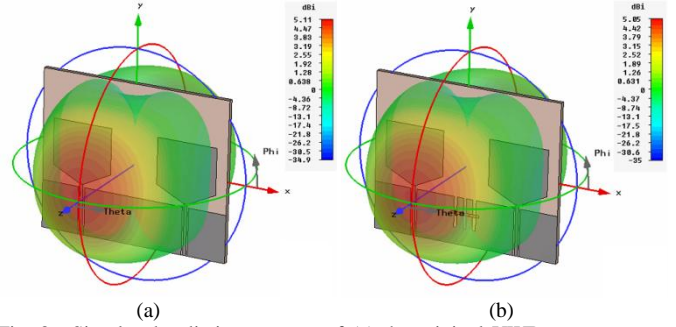 y
dBi
5.11
4.47
3.83
3.19
2.55
1.92
1.28
0.638
0
-4.36
-8.72
-13.1
-17.4
-21.8
-26.2
-30.5
-34.9
Phi
x
z
Theta
y
dBi
5.05
4.42
3.79
3.15
2.52
1.89
1.26
0.631
0
-4.37
-8.74
-13.1
-17.5
-21.9
-26.2
-30.6
-35
Phi
x
z
Theta
(a)
(b)